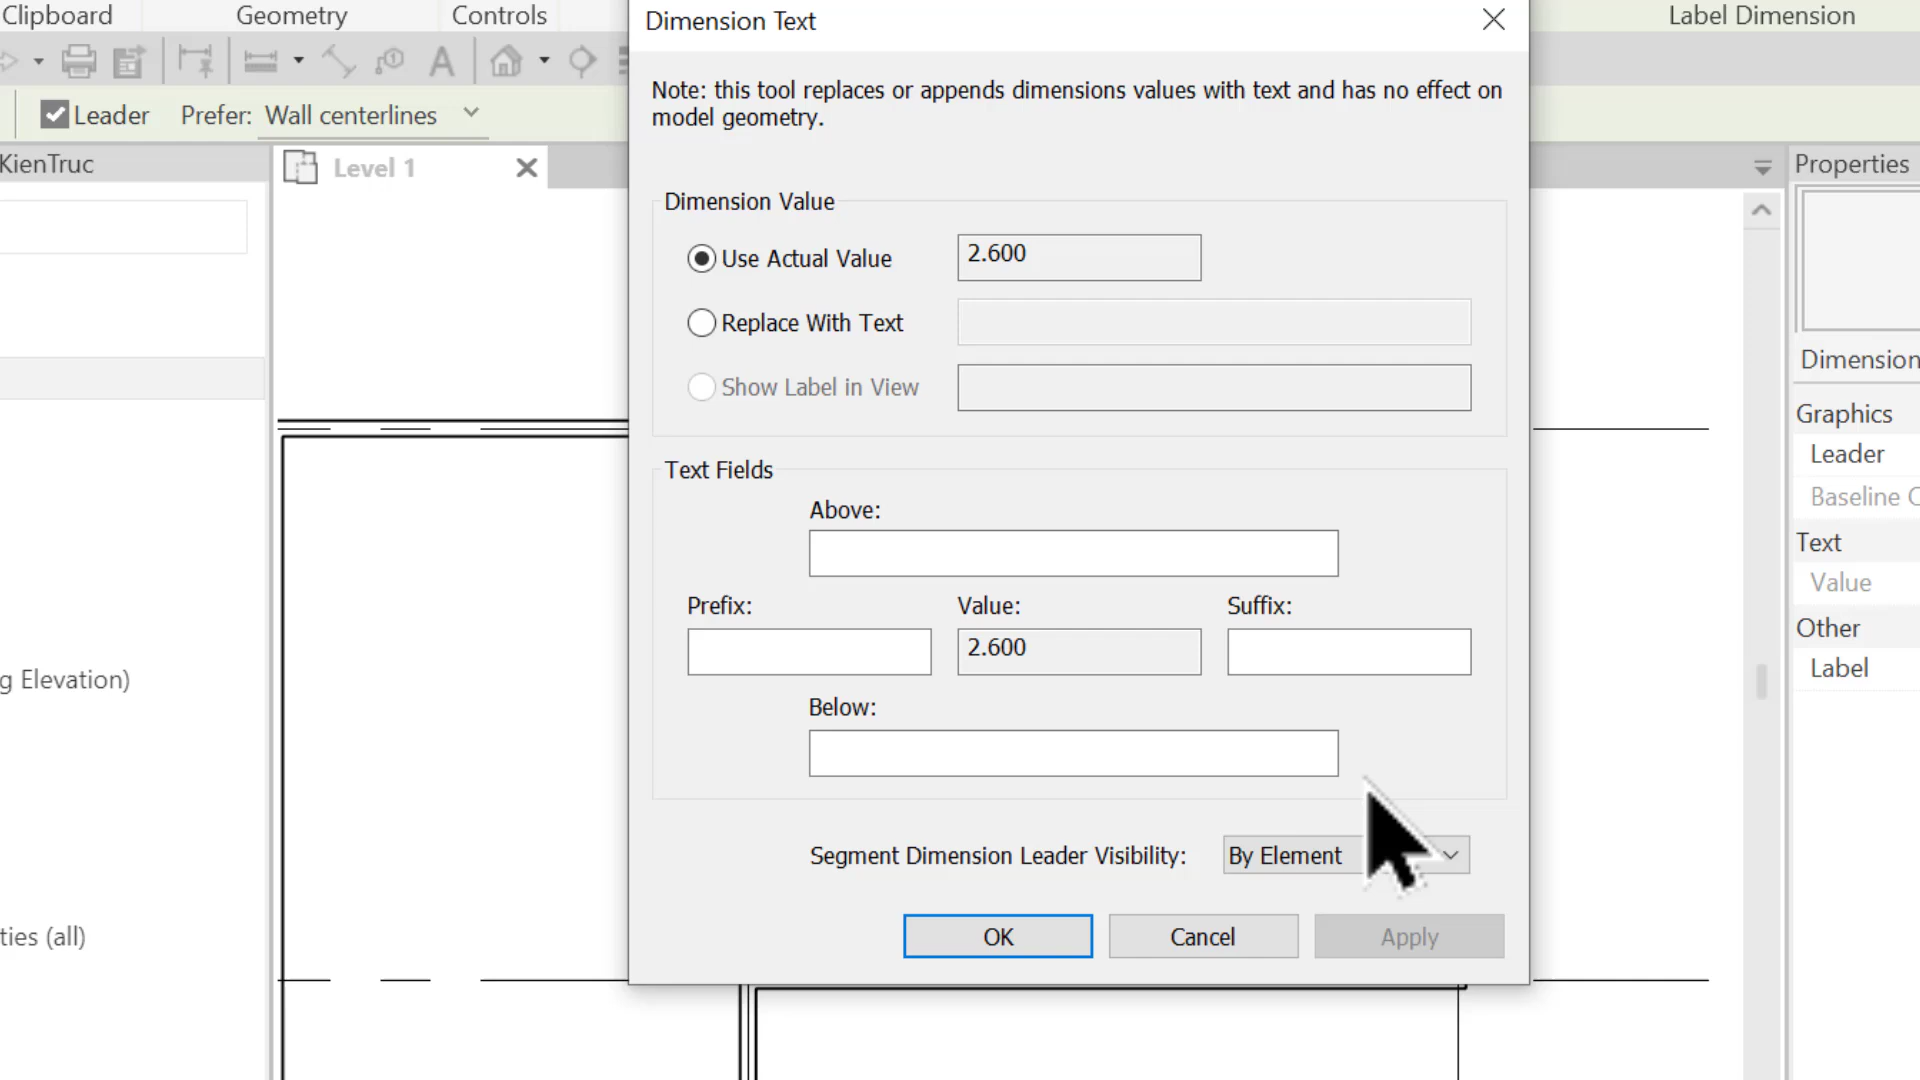 Clipboard
Geometry
Controls
Dimension Text
Label Dimension
Leader
Prefer: Wall centerlines
Note: this tool replaces or appends dimensions values with text and has no effect on
model geometry.
KienTruc
Level 1
Properties
Dimension Value
Use Actual Value
2.600
Replace With Text
Show Label in View
Dimension
Graphics
Leader
Baseline
Text
Value
Other
Label
Text Fields
Above:
Prefix:
Value:
Suffix:
2.600
Below:
g Elevation)
ties (all)
Segment Dimension Leader Visibility:
By Element
OK
Cancel
Apply